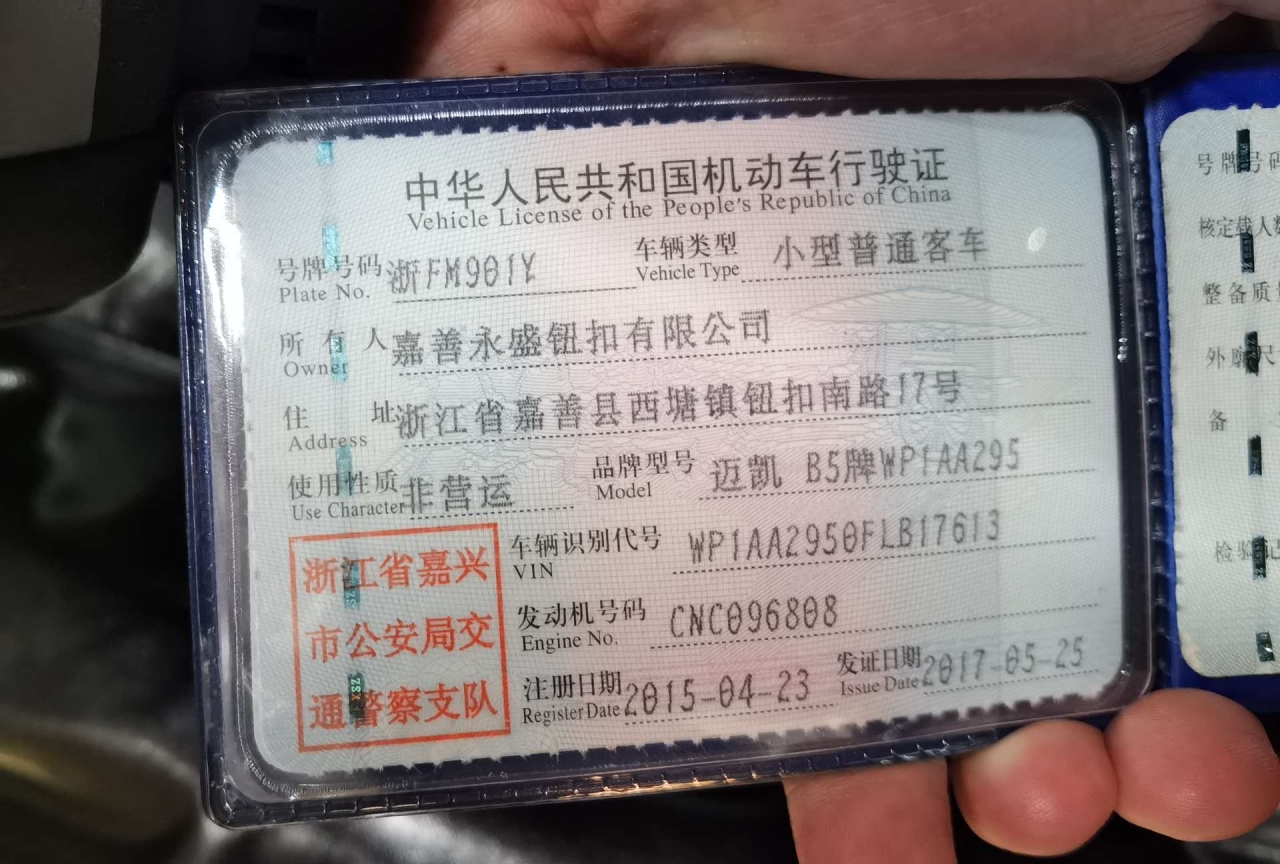 中华人民共和国机动车行驶证
Vehicle License of the People's Republic of China
号牌号码 浙FM901Y 车辆类型 小型普通客车
Plate No. Vehicle Type
所有人 嘉善永盛钮扣有限公司
Owner
住址 浙江省嘉善县西塘镇钮扣南路17号
Address
使用性质 非营运 品牌型号 迈凯 B5牌WP1AA295
Use Character Model
车辆识别代号 WP1AA2950FLB17613
VIN
发动机号码 CNC096808
Engine No.
注册日期 2015-04-23 发证日期 2017-05-25
Register Date Issue Date
浙江省嘉兴
市公安局交
通警察支队
号牌号码
核定载人数
整备质
外廓尺
备
检验记